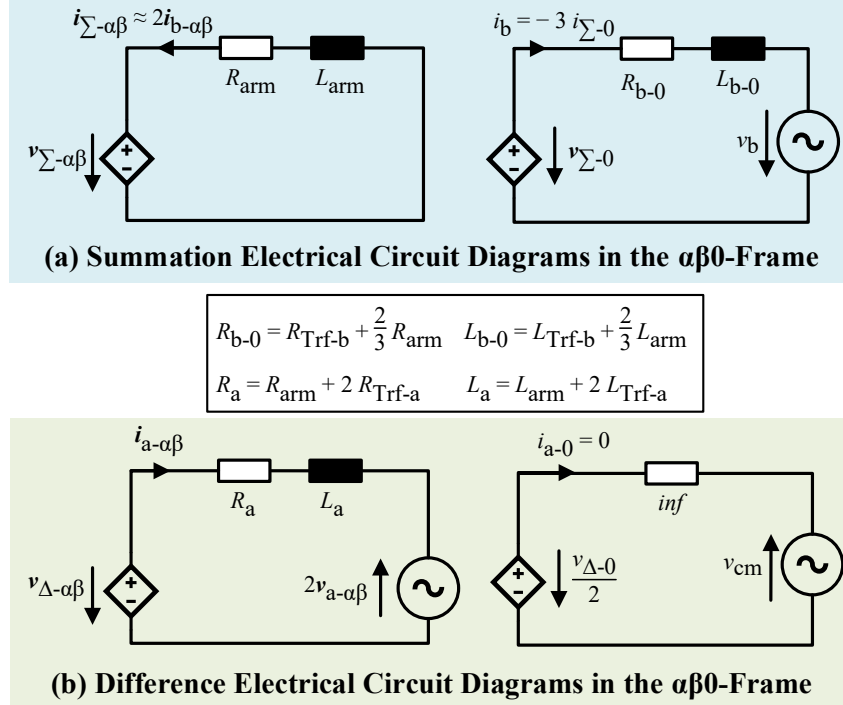 i∑-αβ ≈ 2ib-αβ
ib = − 3 i∑-0
Rarm
Larm
Rb-0
Lb-0
v∑-αβ
+
−
+
−
v∑-0
vb
(a) Summation Electrical Circuit Diagrams in the αβ0-Frame
Rb-0 = RTrf-b + 2/3 Rarm Lb-0 = LTrf-b + 2/3 Larm
Ra = Rarm + 2 RTrf-a La = Larm + 2 LTrf-a
ia-αβ
ia-0 = 0
Ra
La
inf
vΔ-αβ
+
−
2va-αβ
+
−
vΔ-0
2
vcm
(b) Difference Electrical Circuit Diagrams in the αβ0-Frame